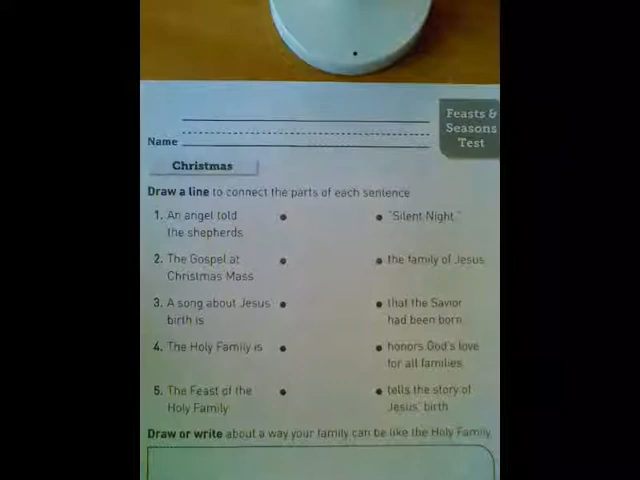 Feasts &
Seasons
Test
Name
Christmas
Draw a line to connect the parts of each sentence
1. An angel told
the shepherds
"Silent Night."
2. The Gospel at
Christmas Mass
the family of Jesus
3. A song about Jesus
birth is
that the Savior
had been born
4. The Holy Family is
honors God's love
for all families
5. The Feast of the
Holy Family
tells the story of
Jesus' birth
Draw or write about a way your family can be like the Holy Family